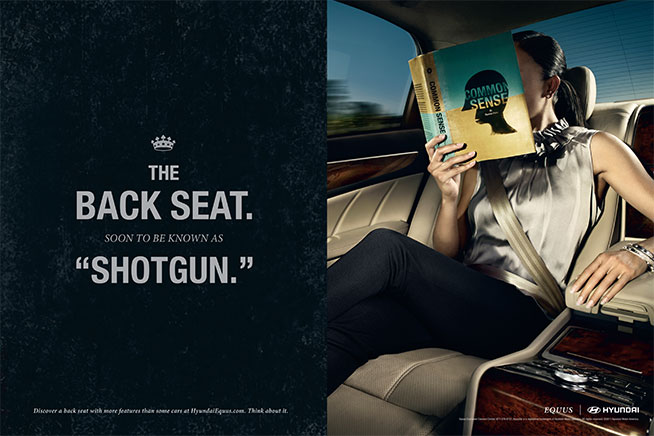 THE
BACK SEAT.
SOON TO BE KNOWN AS
“SHOTGUN.”
Discover a back seat with more features than some cars at HyundaiEquus.com. Think about it.
COMMON SENSE
COMMON
SENSE
EQUUS | HYUNDAI